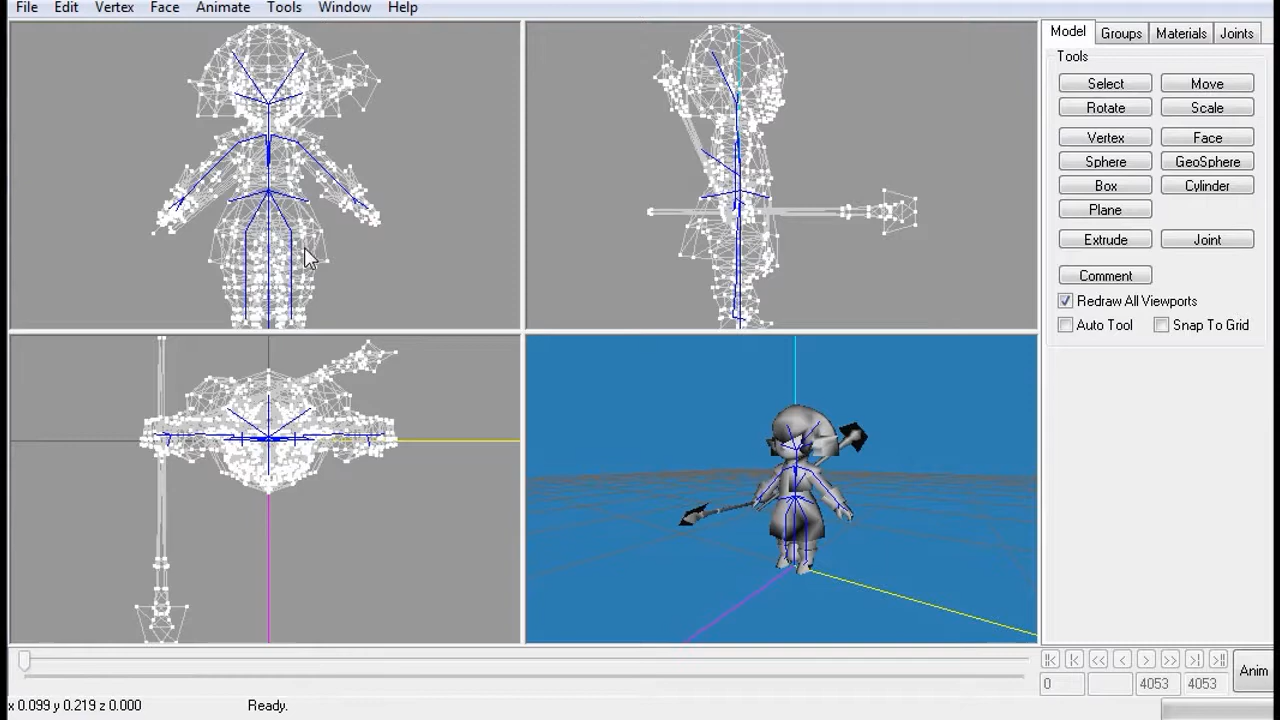 File Edit Vertex Face Animate Tools Window Help
Model Groups Materials Joints
Tools
Select Move
Rotate Scale
Vertex Face
Sphere GeoSphere
Box Cylinder
Plane
Extrude Joint
Comment
Redraw All Viewports
Auto Tool Snap To Grid
0 4053 4053 Anim
x 0.099 y 0.219 z 0.000 Ready.